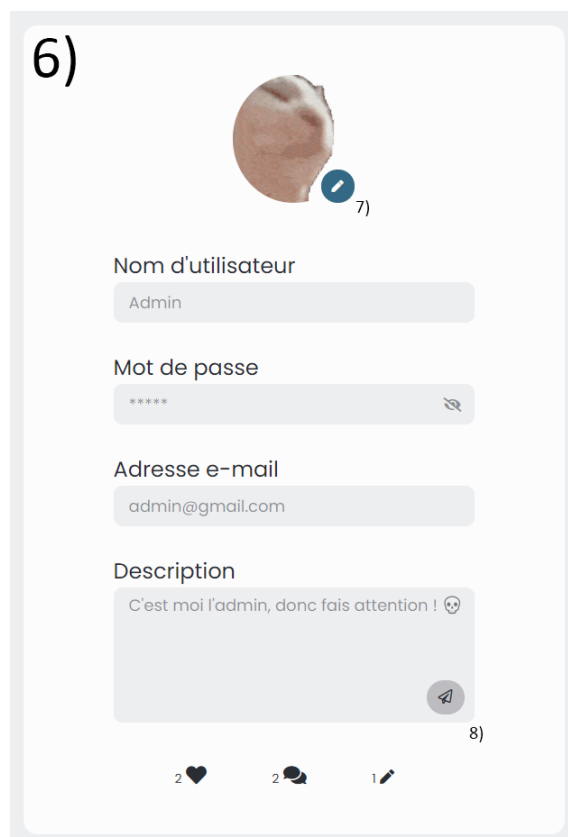 6)
7)
Nom d'utilisateur
Admin
Mot de passe
*****
Adresse e-mail
admin@gmail.com
Description
C'est moi l'admin, donc fais attention ! 💀
8)
2 2 1